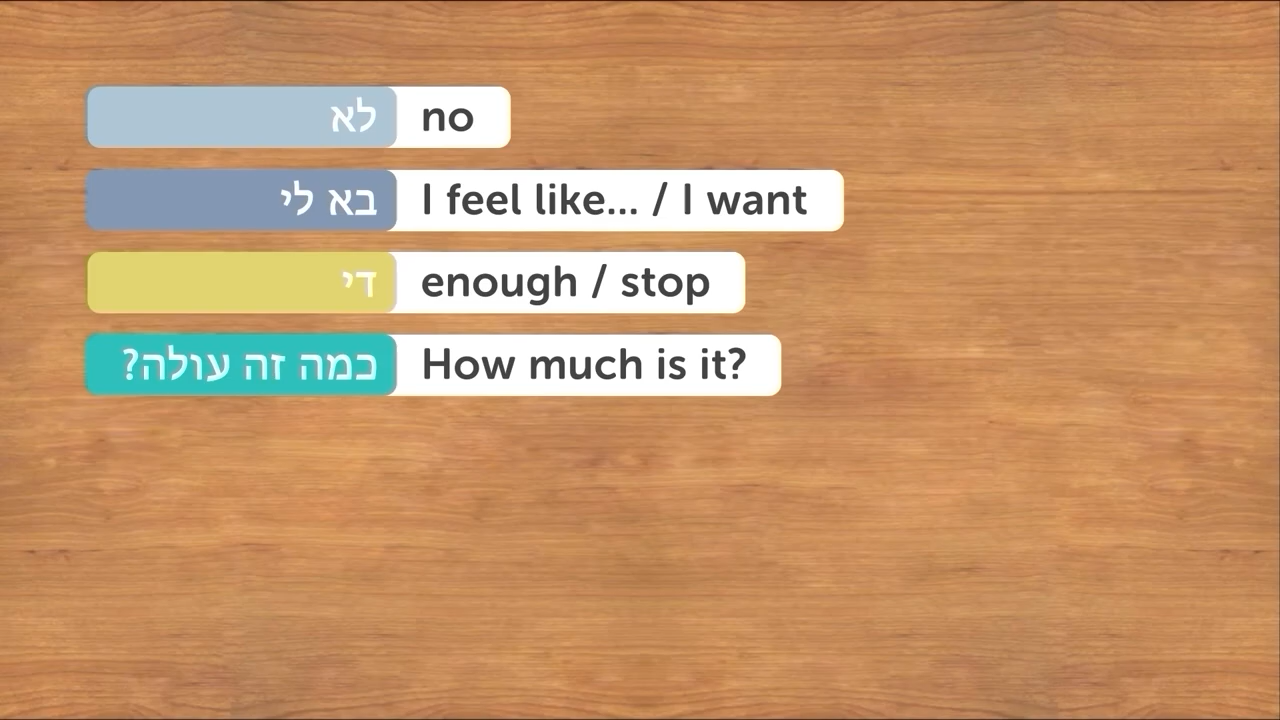 לא no
בא לי I feel like... / I want
די enough / stop
כמה זה עולה? How much is it?